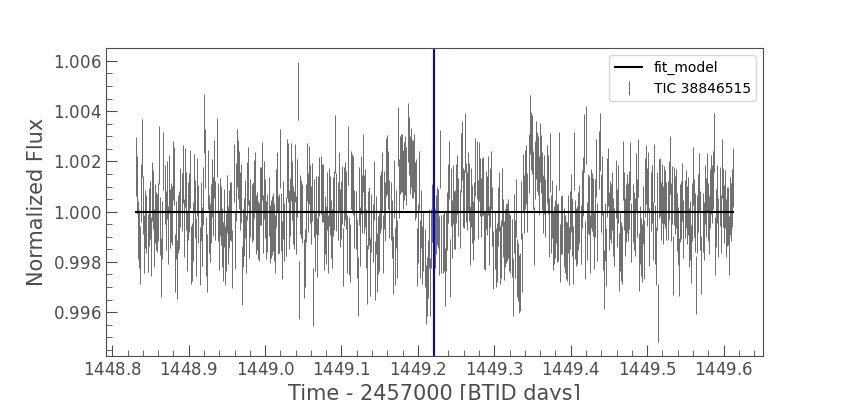 1.006
1.004
1.002
1.000
0.998
0.996
Normalized Flux
fit_model
TIC 38846515
1448.8 1448.9 1449.0 1449.1 1449.2 1449.3 1449.4 1449.5 1449.6
Time - 2457000 [BTJD days]